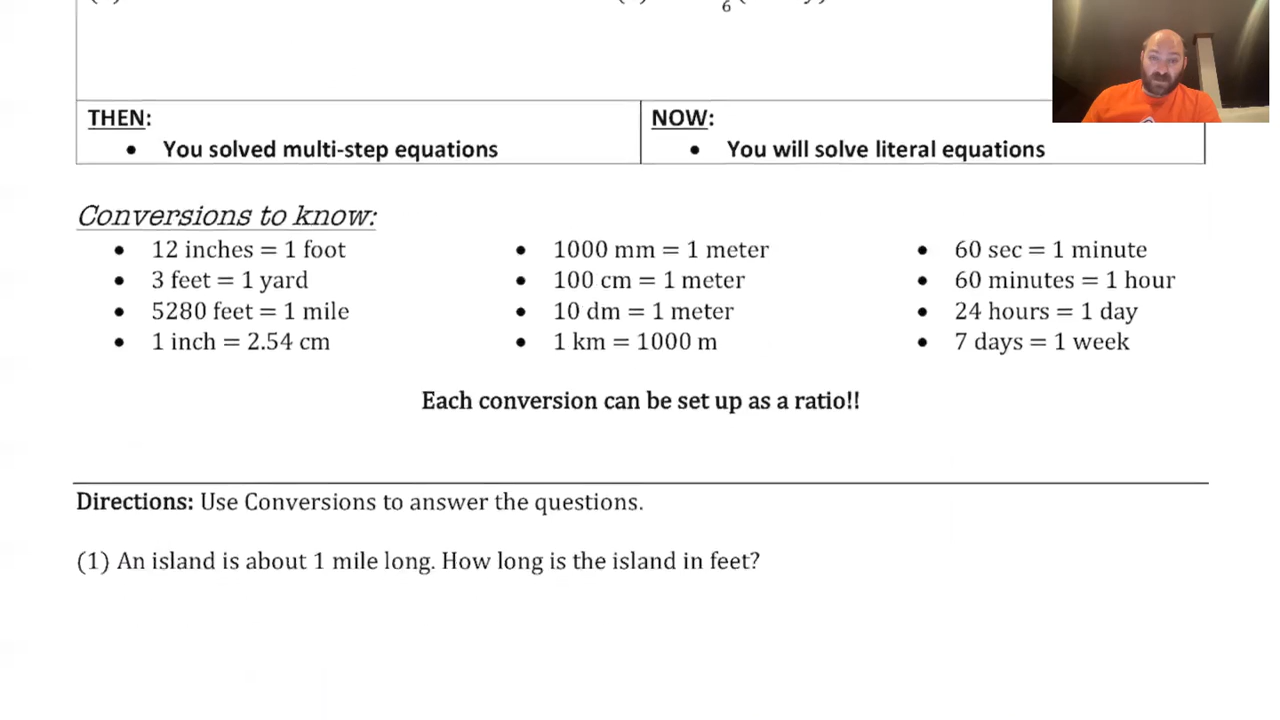 6
THEN: NOW:
• You solved multi-step equations • You will solve literal equations
Conversions to know:
• 12 inches = 1 foot • 1000 mm = 1 meter • 60 sec = 1 minute
• 3 feet = 1 yard • 100 cm = 1 meter • 60 minutes = 1 hour
• 5280 feet = 1 mile • 10 dm = 1 meter • 24 hours = 1 day
• 1 inch = 2.54 cm • 1 km = 1000 m • 7 days = 1 week
Each conversion can be set up as a ratio!!
Directions: Use Conversions to answer the questions.
(1) An island is about 1 mile long. How long is the island in feet?